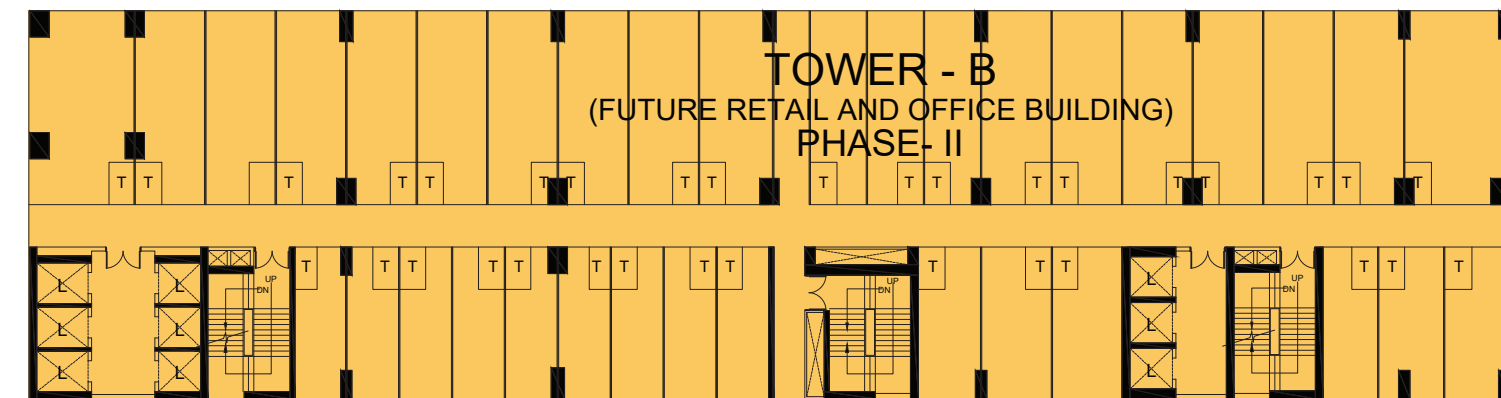 TOWER - B
(FUTURE RETAIL AND OFFICE BUILDING)
PHASE- II
T T T T T T T T T T T T T T T T T T T
T T T T T T T T T T T T T T T
UP UP UP
L L DN DN L DN
L L L
L L L